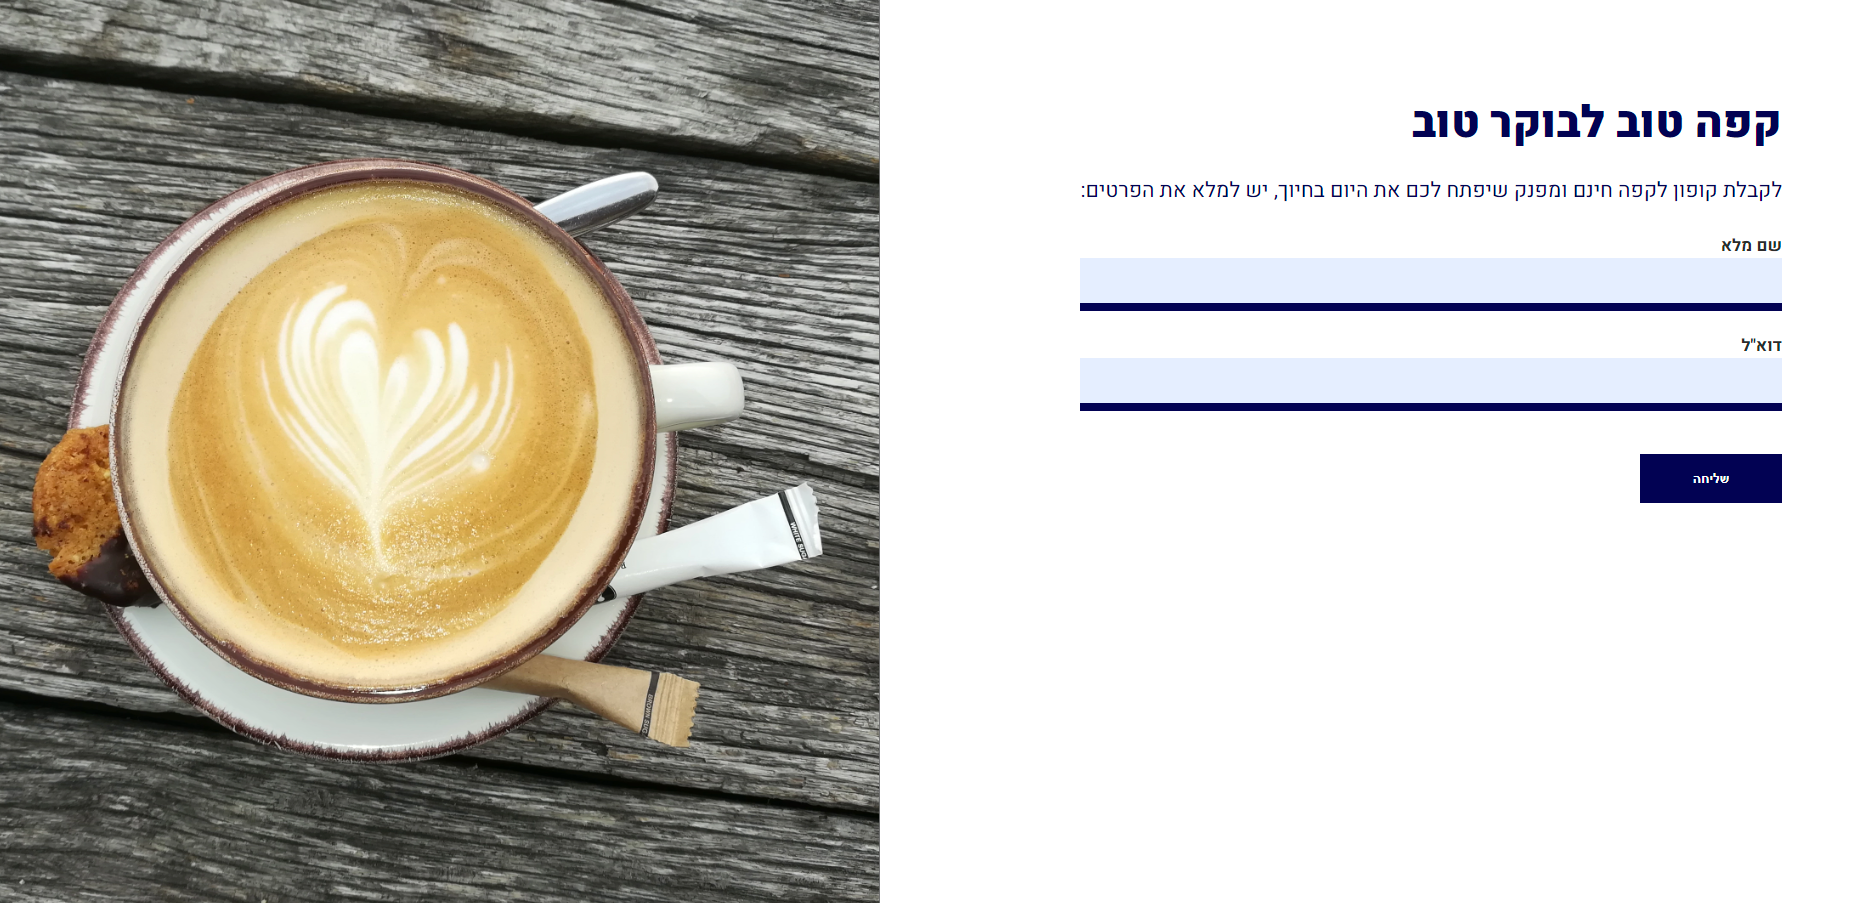 קפה טוב לבוקר טוב
לקבלת קופון לקפה חינם ומפנק שיפתח לכם את היום בחיוך, יש למלא את הפרטים:
שם מלא
דוא"ל
שליחה
WHITE SUGAR
BROWN SUG